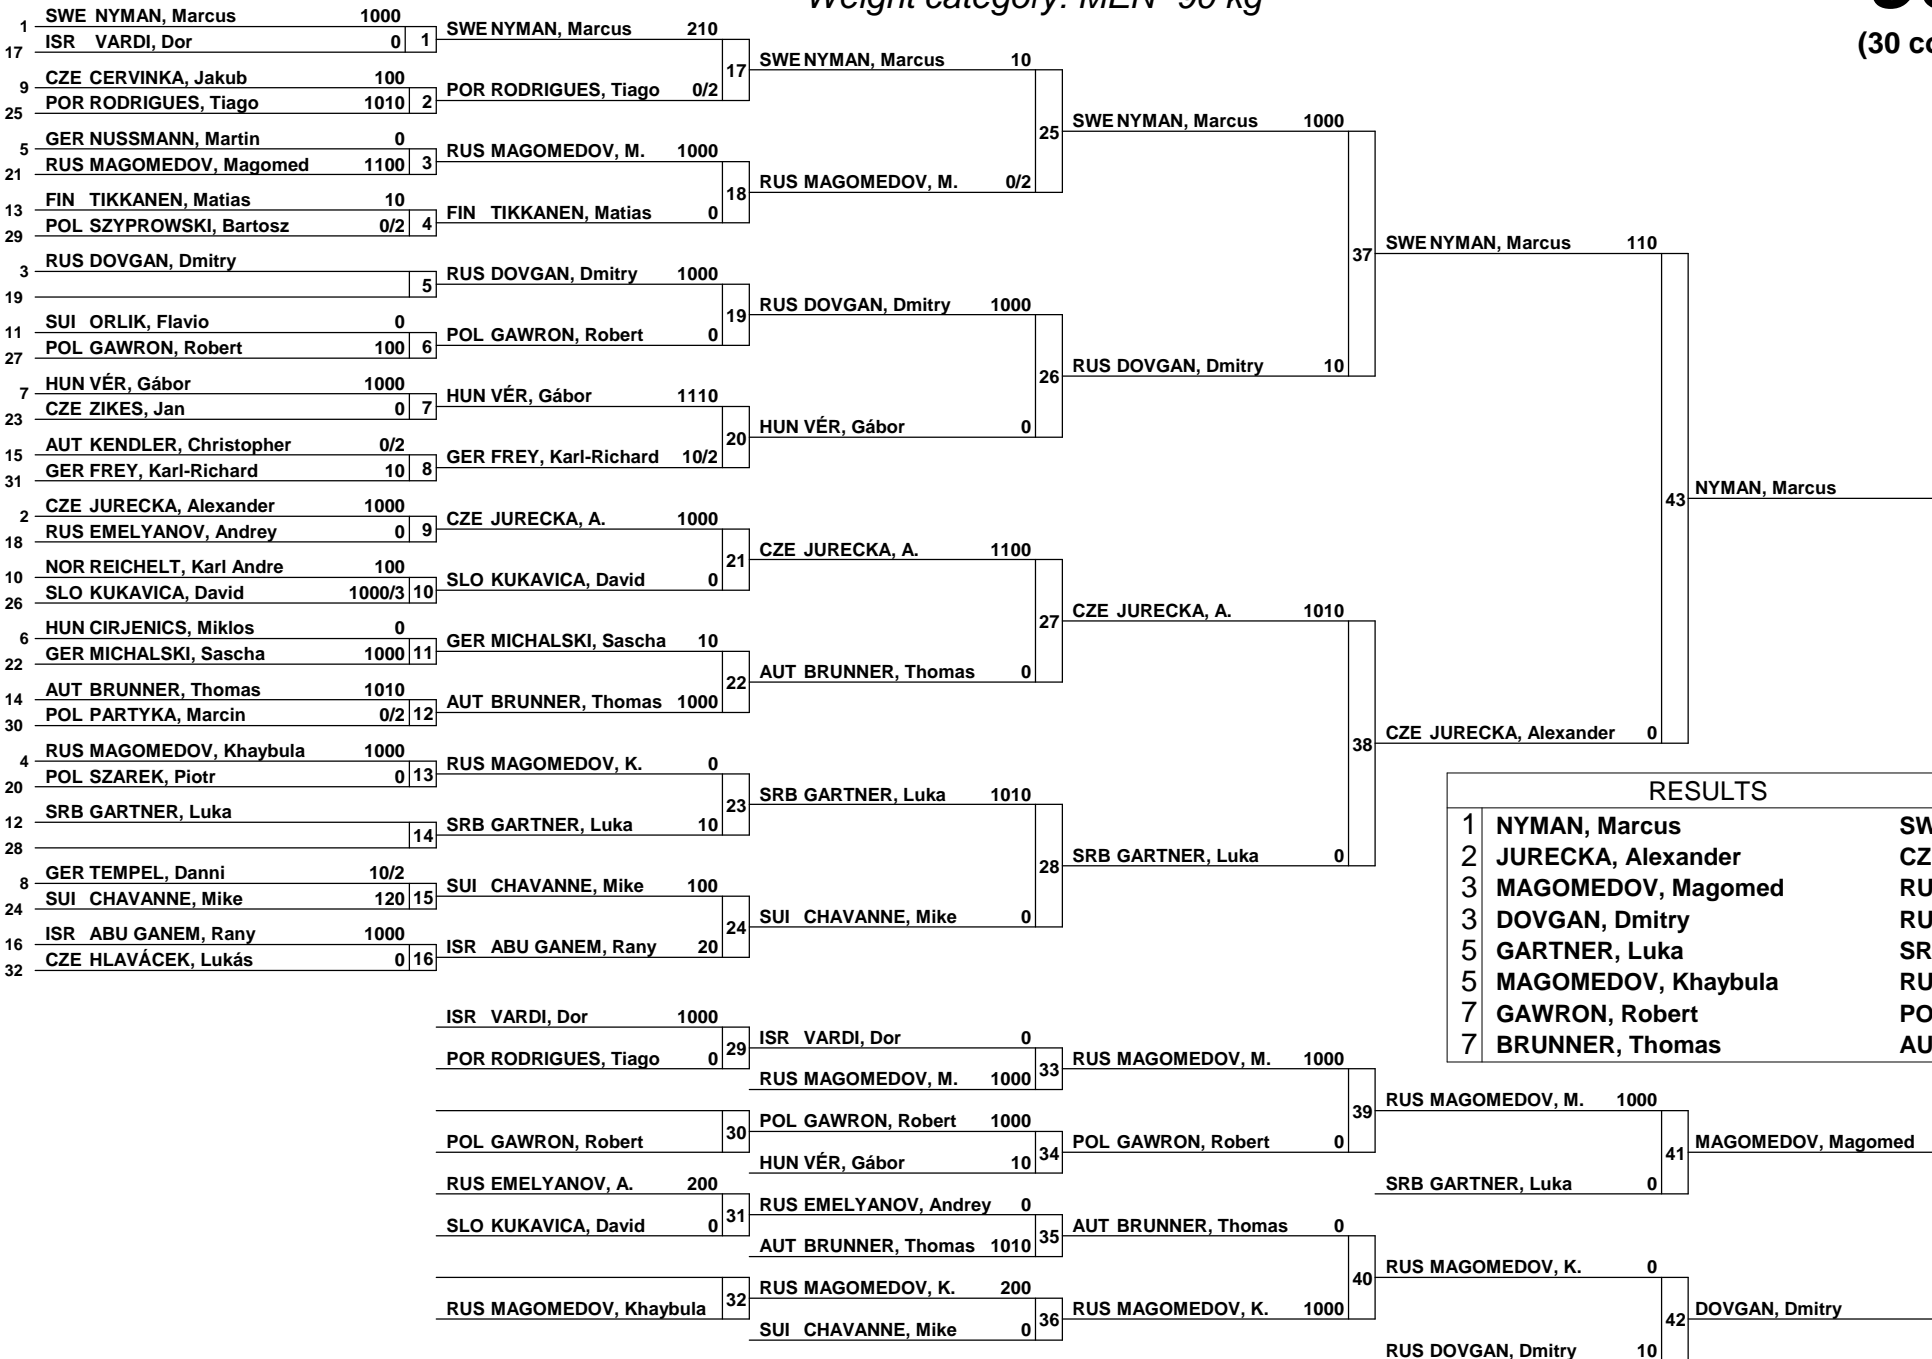 Weight category: MEN -90 kg
(30 co
1 SWE NYMAN, Marcus 1000
17 ISR VARDI, Dor 0 1
9 CZE CERVINKA, Jakub 100
25 POR RODRIGUES, Tiago 1010 2
5 GER NUSSMANN, Martin 0
21 RUS MAGOMEDOV, Magomed 1100 3
13 FIN TIKKANEN, Matias 10
29 POL SZYPROWSKI, Bartosz 0/2 4
3 RUS DOVGAN, Dmitry
19 5
11 SUI ORLIK, Flavio 0
27 POL GAWRON, Robert 100 6
7 HUN VÉR, Gábor 1000
23 CZE ZIKES, Jan 0 7
15 AUT KENDLER, Christopher 0/2
31 GER FREY, Karl-Richard 10 8
2 CZE JURECKA, Alexander 1000
18 RUS EMELYANOV, Andrey 0 9
10 NOR REICHELT, Karl Andre 100
26 SLO KUKAVICA, David 1000/3 10
6 HUN CIRJENICS, Miklos 0
22 GER MICHALSKI, Sascha 1000 11
14 AUT BRUNNER, Thomas 1010
30 POL PARTYKA, Marcin 0/2 12
4 RUS MAGOMEDOV, Khaybula 1000
20 POL SZAREK, Piotr 0 13
12 SRB GARTNER, Luka
28 14
8 GER TEMPEL, Danni 10/2
24 SUI CHAVANNE, Mike 120 15
16 ISR ABU GANEM, Rany 1000
32 CZE HLAVÁCEK, Lukás 0 16
SWE NYMAN, Marcus 210
17
POR RODRIGUES, Tiago 0/2
RUS MAGOMEDOV, M. 1000
18
FIN TIKKANEN, Matias 0
RUS DOVGAN, Dmitry 1000
19
POL GAWRON, Robert 0
HUN VÉR, Gábor 1110
20
GER FREY, Karl-Richard 10/2
CZE JURECKA, A. 1000
21
SLO KUKAVICA, David 0
GER MICHALSKI, Sascha 10
22
AUT BRUNNER, Thomas 1000
RUS MAGOMEDOV, K. 0
23
SRB GARTNER, Luka 10
SUI CHAVANNE, Mike 100
24
ISR ABU GANEM, Rany 20
SWE NYMAN, Marcus 10
25
RUS MAGOMEDOV, M. 0/2
RUS DOVGAN, Dmitry 1000
26
HUN VÉR, Gábor 0
CZE JURECKA, A. 1100
27
AUT BRUNNER, Thomas 0
SRB GARTNER, Luka 1010
28
SUI CHAVANNE, Mike 0
SWE NYMAN, Marcus 1000
37
RUS DOVGAN, Dmitry 10
CZE JURECKA, A. 1010
38
SRB GARTNER, Luka 0
SWE NYMAN, Marcus 110
43
CZE JURECKA, Alexander 0
NYMAN, Marcus
RESULTS
1 NYMAN, Marcus SW
2 JURECKA, Alexander CZ
3 MAGOMEDOV, Magomed RU
3 DOVGAN, Dmitry RU
5 GARTNER, Luka SR
5 MAGOMEDOV, Khaybula RU
7 GAWRON, Robert PO
7 BRUNNER, Thomas AU
ISR VARDI, Dor 1000
29
POR RODRIGUES, Tiago 0
30
POL GAWRON, Robert
RUS EMELYANOV, A. 200
31
SLO KUKAVICA, David 0
32
RUS MAGOMEDOV, Khaybula
ISR VARDI, Dor 0
33
RUS MAGOMEDOV, M. 1000
POL GAWRON, Robert 1000
34
HUN VÉR, Gábor 10
RUS EMELYANOV, Andrey 0
35
AUT BRUNNER, Thomas 1010
RUS MAGOMEDOV, K. 200
36
SUI CHAVANNE, Mike 0
RUS MAGOMEDOV, M. 1000
39
POL GAWRON, Robert 0
AUT BRUNNER, Thomas 0
40
RUS MAGOMEDOV, K. 1000
RUS MAGOMEDOV, M. 1000
41
SRB GARTNER, Luka 0
RUS MAGOMEDOV, K. 0
42
RUS DOVGAN, Dmitry 10
MAGOMEDOV, Magomed
DOVGAN, Dmitry